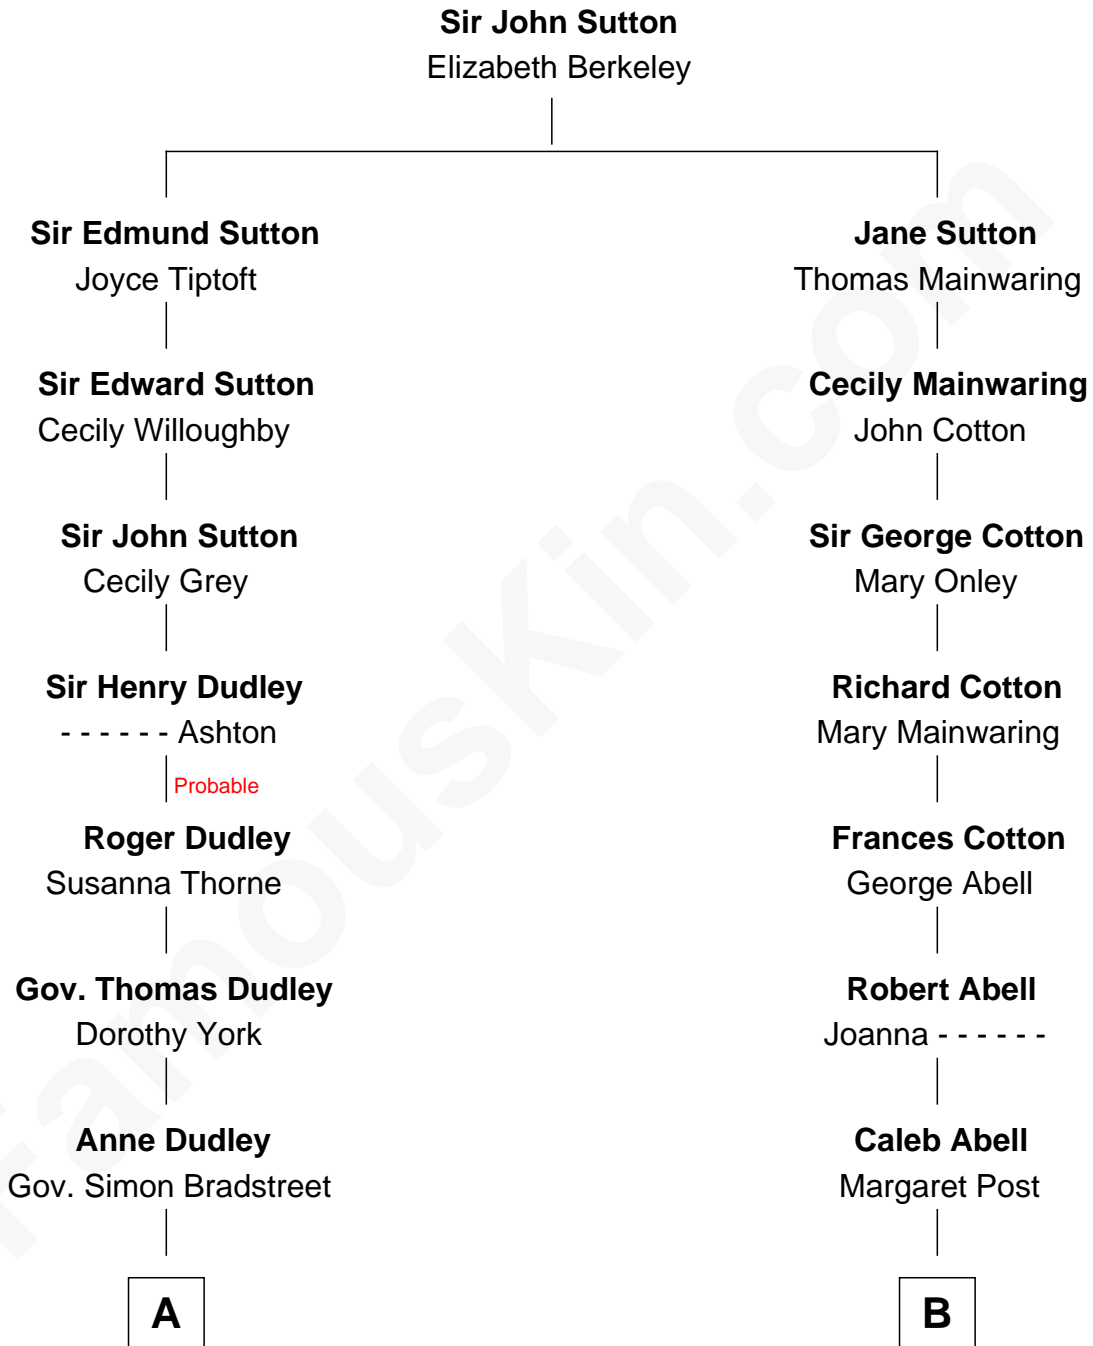 Sir John Sutton
Elizabeth Berkeley
Sir Edmund Sutton
Joyce Tiptoft
Jane Sutton
Thomas Mainwaring
Sir Edward Sutton
Cecily Willoughby
Cecily Mainwaring
John Cotton
Sir John Sutton
Cecily Grey
Sir George Cotton
Mary Onley
Sir Henry Dudley
- - - - - - Ashton
Probable
Richard Cotton
Mary Mainwaring
Roger Dudley
Susanna Thorne
Frances Cotton
George Abell
Gov. Thomas Dudley
Dorothy York
Robert Abell
Joanna - - - - - -
Anne Dudley
Gov. Simon Bradstreet
Caleb Abell
Margaret Post
A
B
FamousKin.com